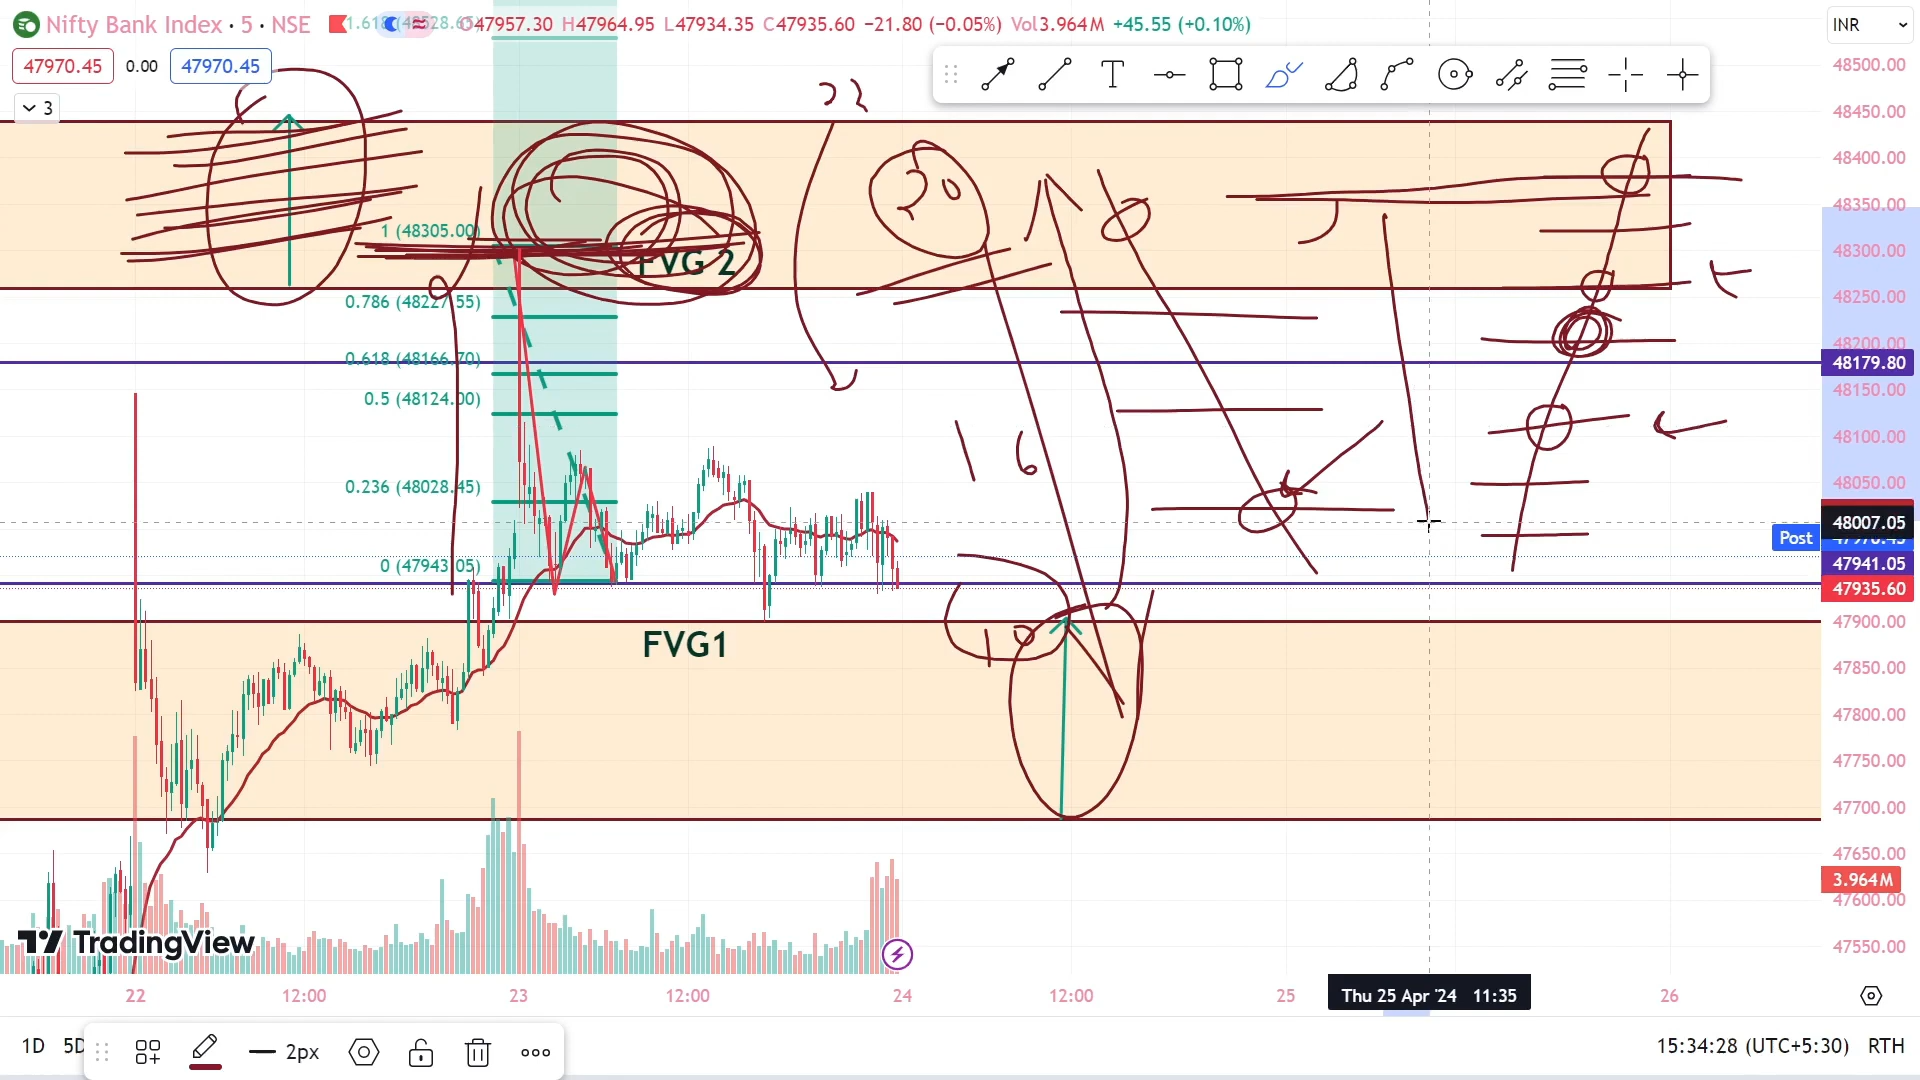 Nifty Bank Index · 5 · NSE
O47957.30 H47964.95 L47934.35 C47935.60 −21.80 (−0.05%) Vol3.964M +45.55 (+0.10%)
INR
47970.45 0.00 47970.45
3
48500.00
48450.00
48400.00
48350.00
48300.00
48250.00
48200.00
48179.80
48150.00
48100.00
48050.00
48007.05
Post
47941.05
47935.60
47900.00
47850.00
47800.00
47750.00
47700.00
47650.00
3.964M
47600.00
47550.00
1 (48305.00)
FVG 2
0.786 (48227.55)
0.618 (48166.70)
0.5 (48124.00)
0.236 (48028.45)
0 (47943.05)
FVG1
30
16
10
TradingView
22 12:00 23 12:00 24 12:00 25 Thu 25 Apr '24 11:35 26
1D 5D 2px 15:34:28 (UTC+5:30) RTH